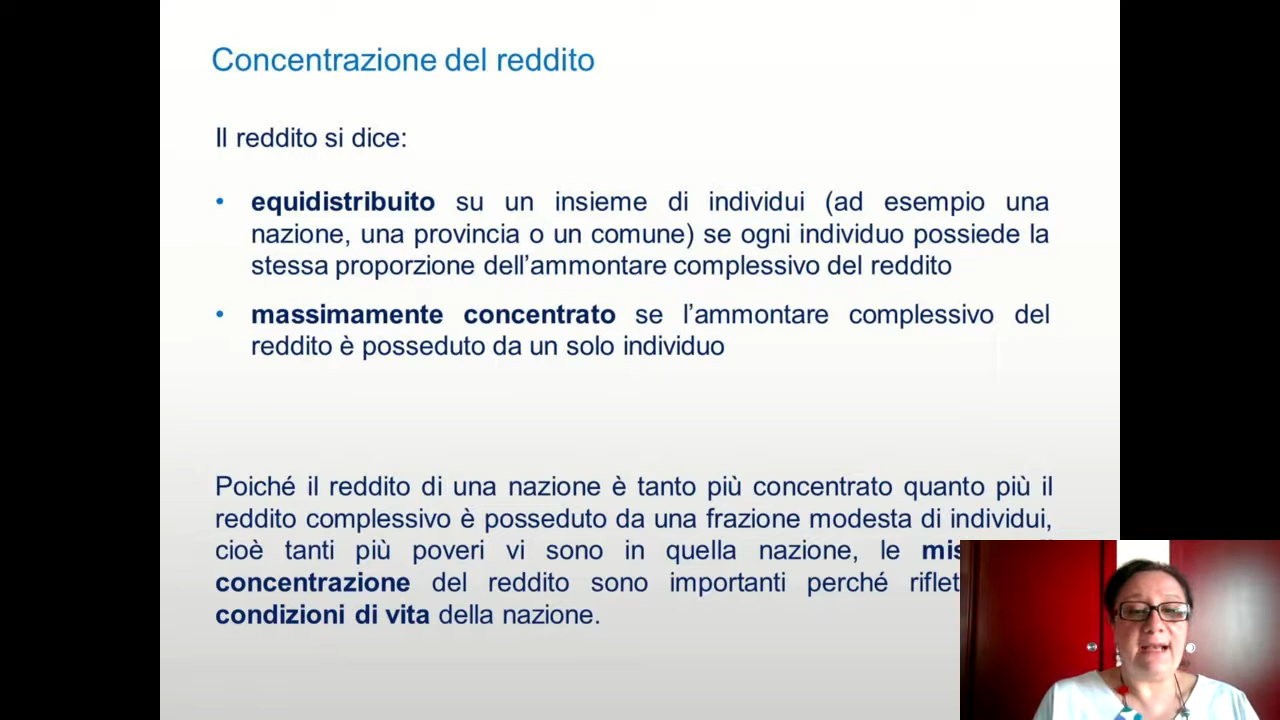 Concentrazione del reddito
Il reddito si dice:
• equidistribuito su un insieme di individui (ad esempio una
nazione, una provincia o un comune) se ogni individuo possiede la
stessa proporzione dell’ammontare complessivo del reddito
• massimamente concentrato se l’ammontare complessivo del
reddito è posseduto da un solo individuo
Poiché il reddito di una nazione è tanto più concentrato quanto più il
reddito complessivo è posseduto da una frazione modesta di individui,
cioè tanti più poveri vi sono in quella nazione, le
concentrazione del reddito sono importanti perché
condizioni di vita della nazione.